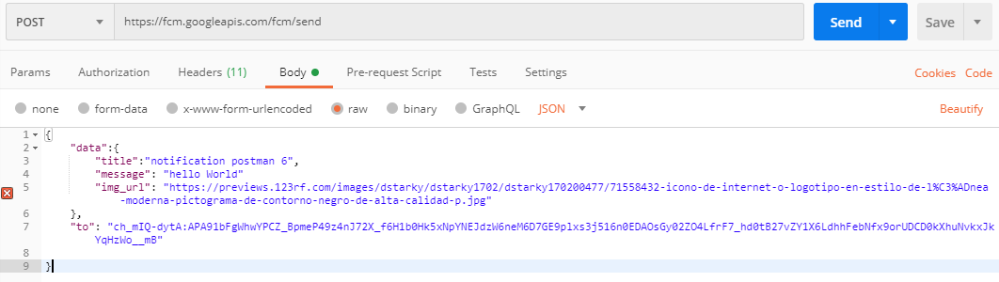 POST https://fcm.googleapis.com/fcm/send Send Save
Params Authorization Headers (11) Body Pre-request Script Tests Settings Cookies Code
none form-data x-www-form-urlencoded raw binary GraphQL JSON Beautify
1 {
2 "data":{
3 "title":"notification postman 6",
4 "message": "hello World"
5 "img_url": "https://previews.123rf.com/images/dstarky/dstarky1702/dstarky170200477/71558432-icono-de-internet-o-logotipo-en-estilo-de-l%C3%ADnea
-moderna-pictograma-de-contorno-negro-de-alta-calidad-p.jpg"
6 },
7 "to": "ch_mIQ-dytA:APA91bFgWhwYPCZ_BpmeP49z4nJ72X_f6H1b0Hk5xNpYNEJdzW6neM6D7GE9plxs3j516n0EDAOsGy02ZO4LfrF7_hd0tB27vZY1X6LdhhFebNfx9orUDCD0kXhuNvkxJk
YqHzWo__mB"
8
9 }